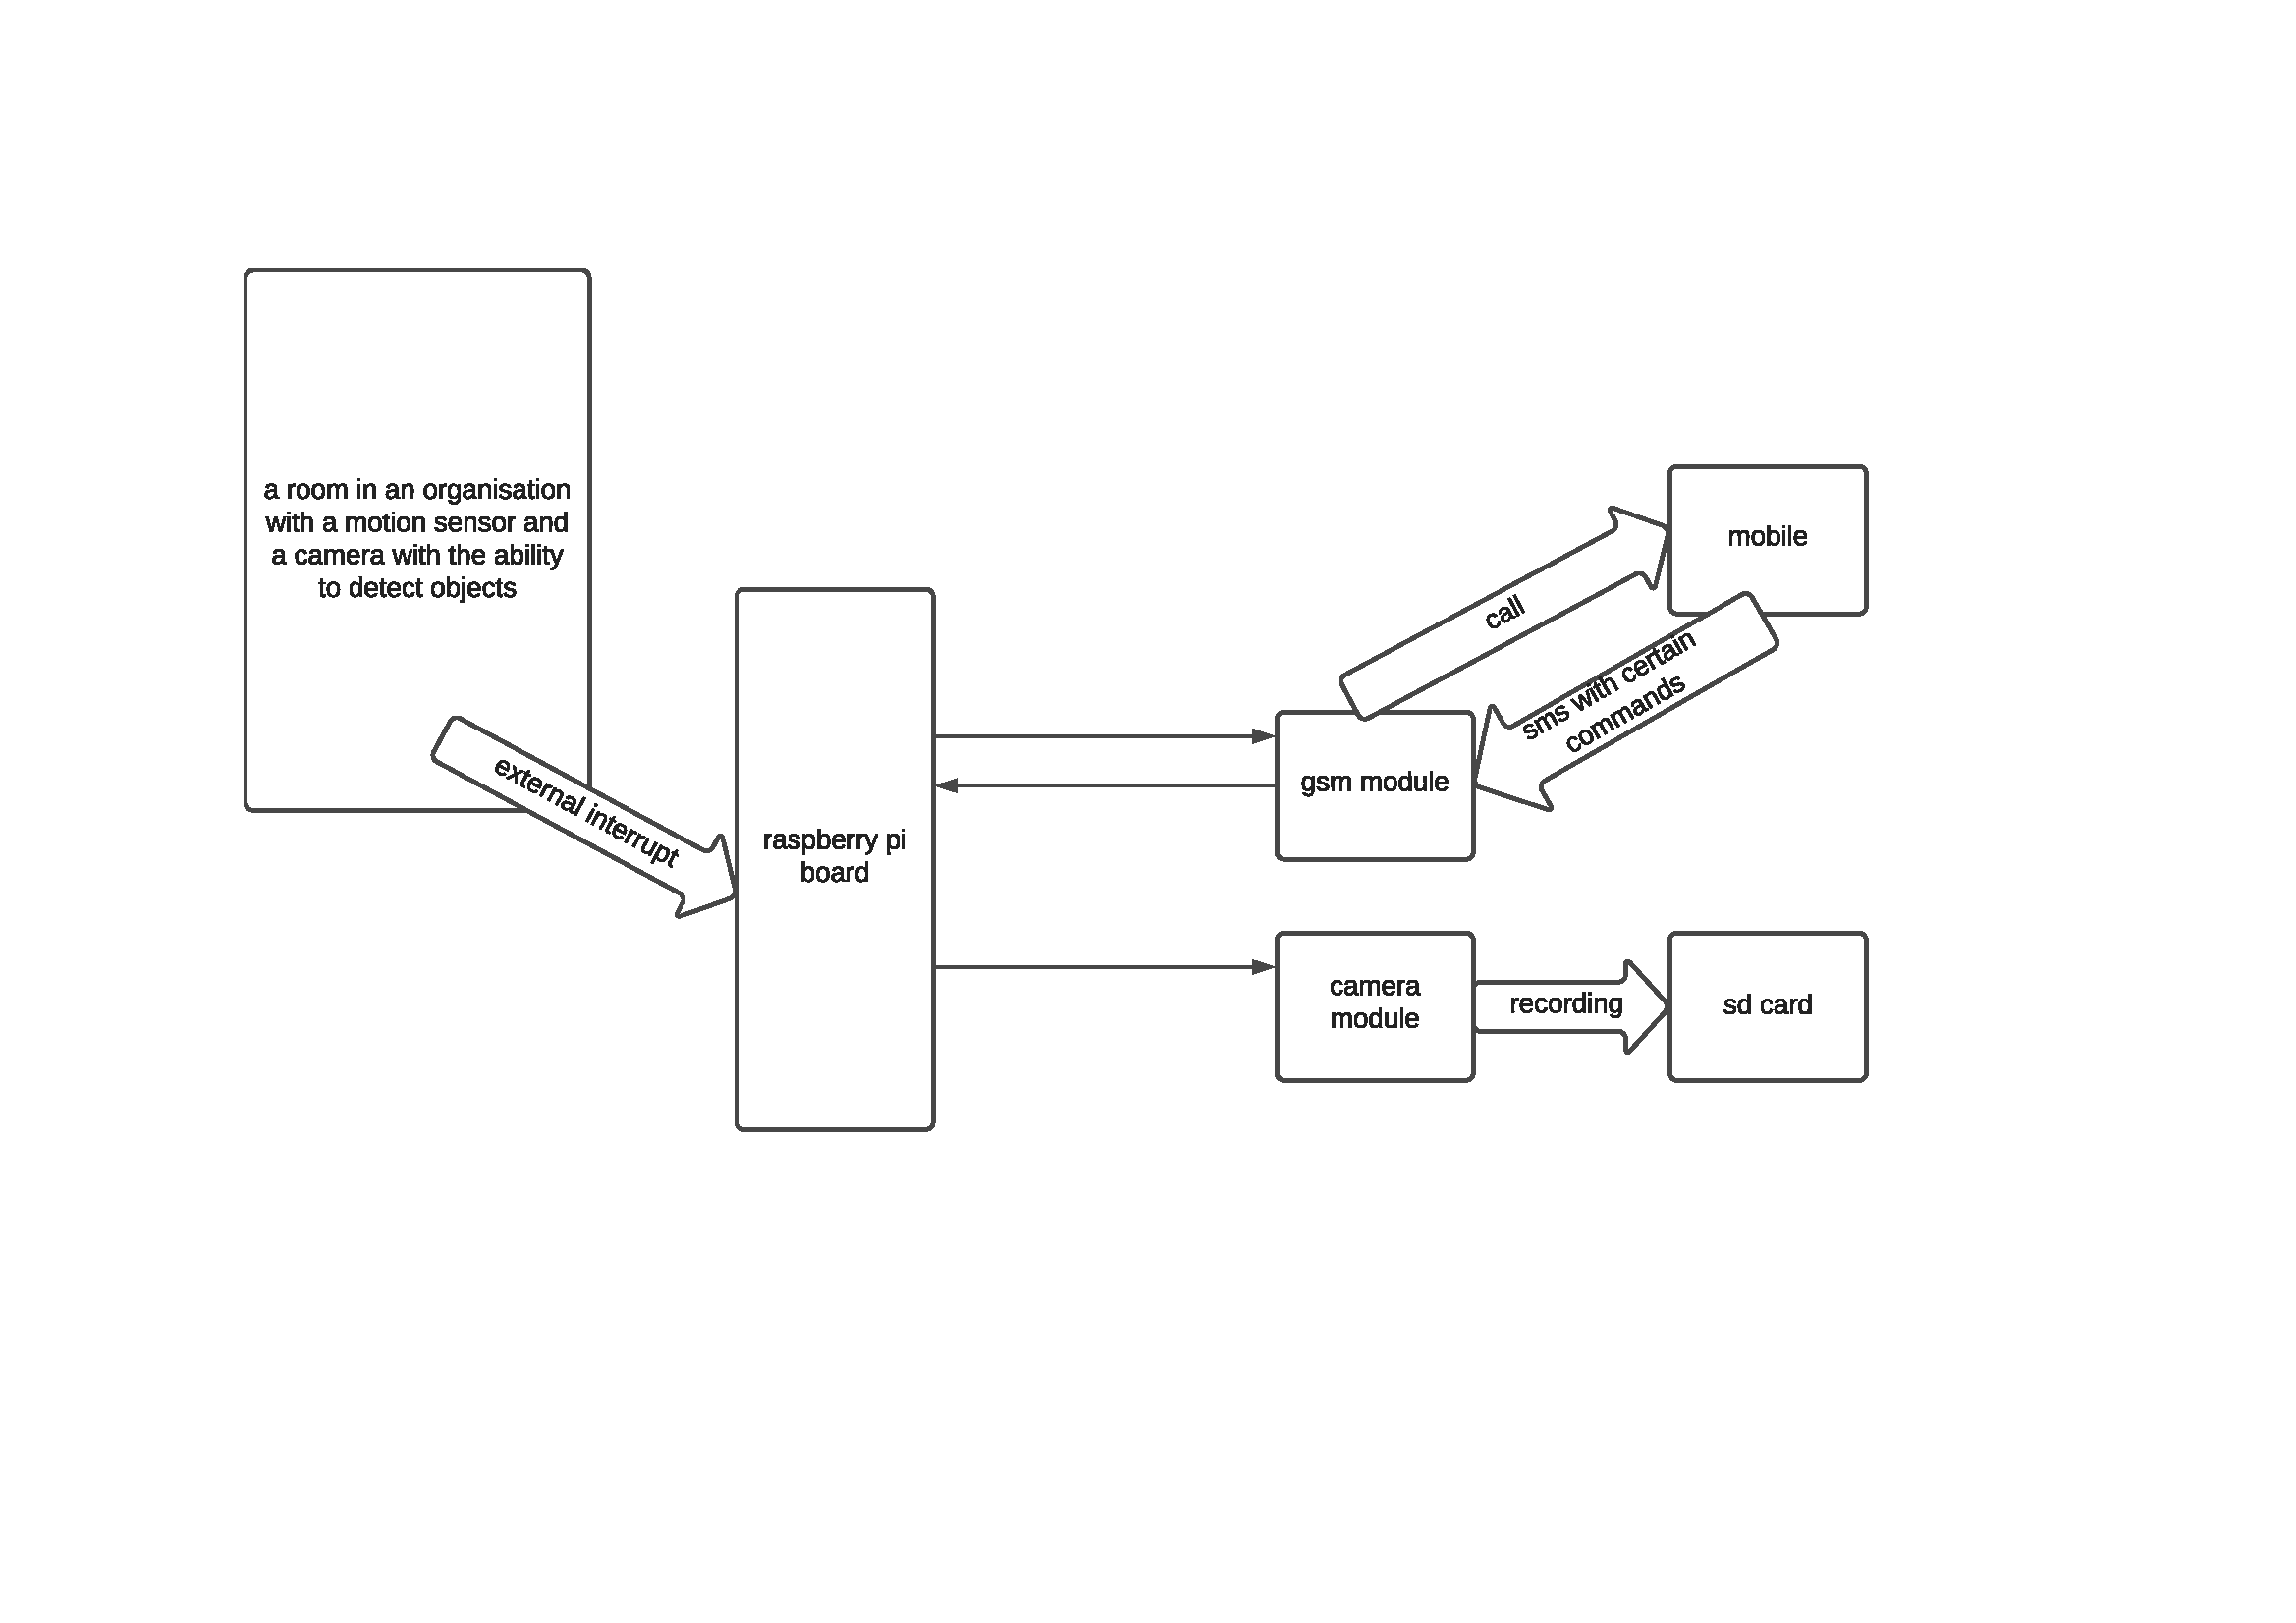 a room in an organisation
with a motion sensor and
a camera with the ability
to detect objects
external interrupt
raspberry pi
board
call
mobile
sms with certain
commands
gsm module
camera
module
recording
sd card